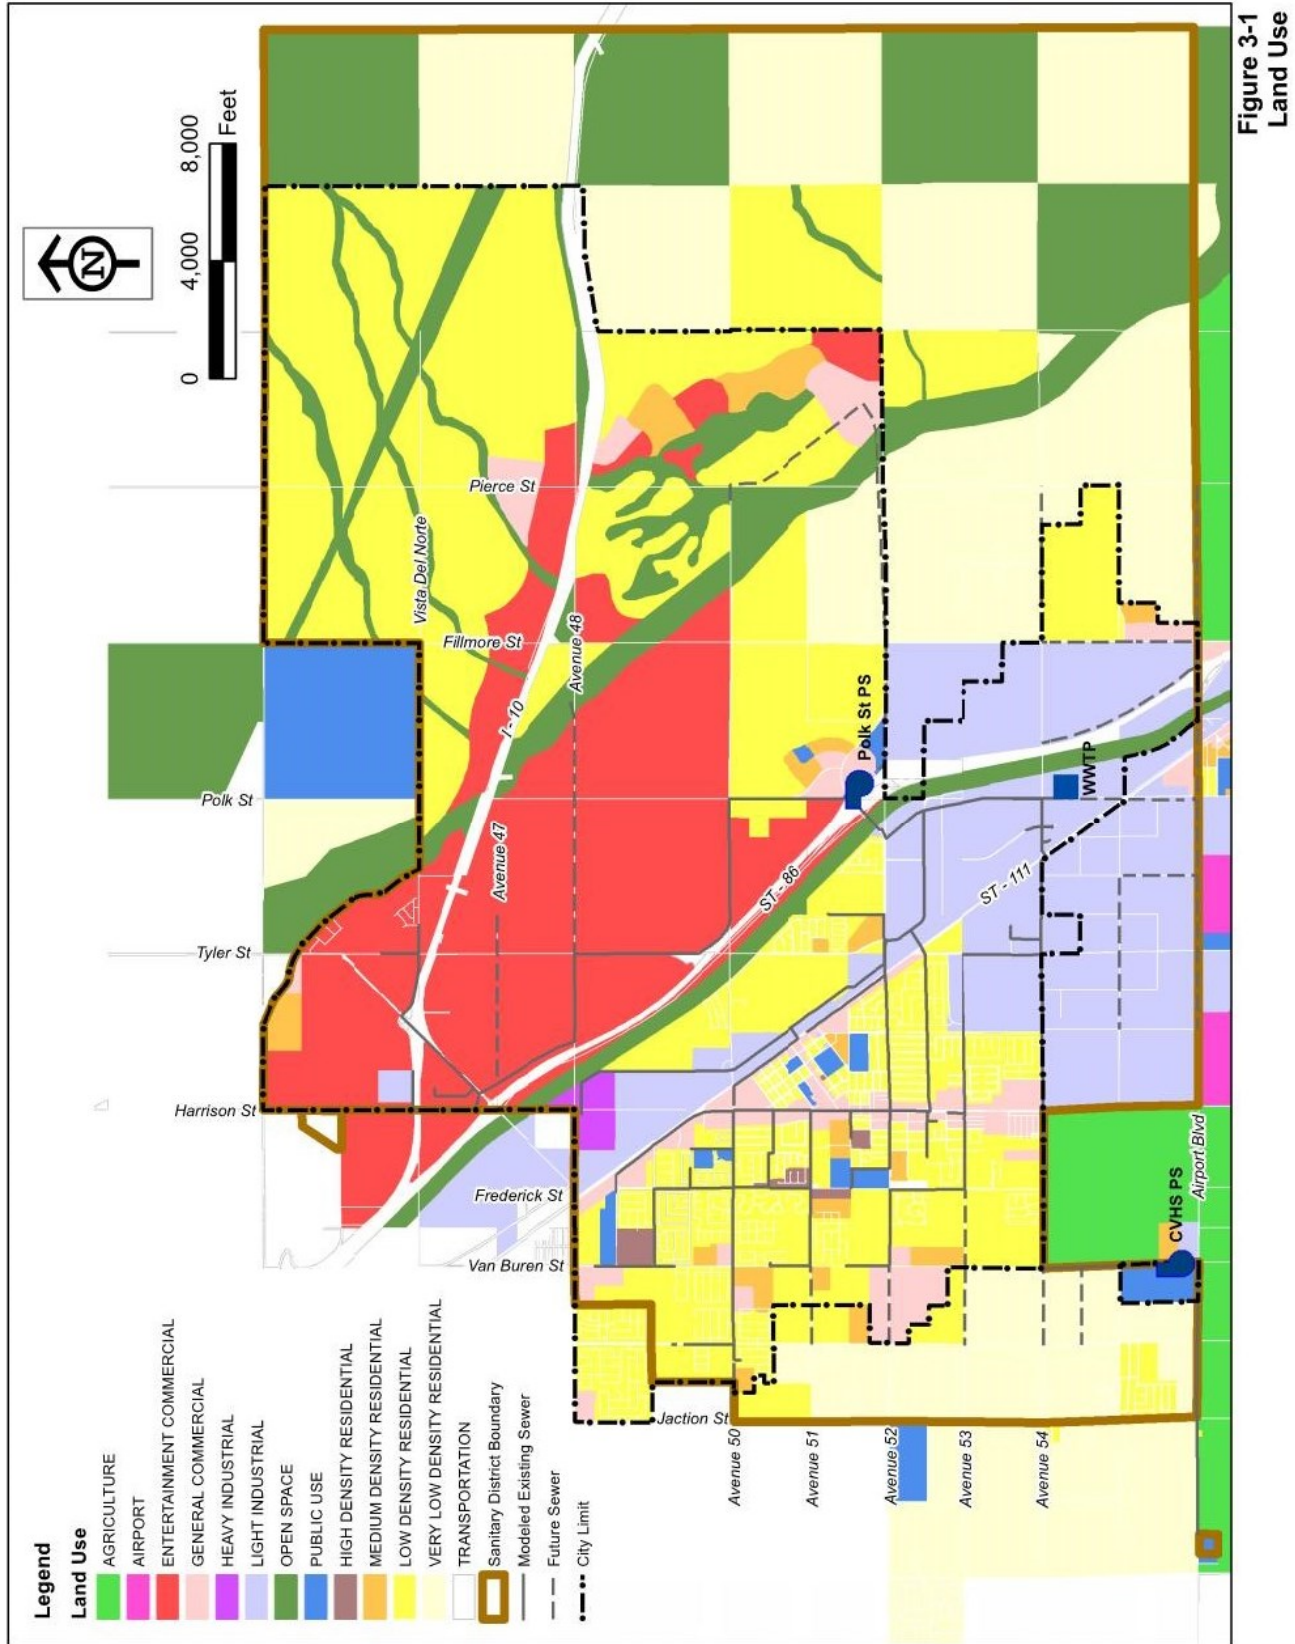 Legend
Land Use
AGRICULTURE
AIRPORT
ENTERTAINMENT COMMERCIAL
GENERAL COMMERCIAL
HEAVY INDUSTRIAL
LIGHT INDUSTRIAL
OPEN SPACE
PUBLIC USE
HIGH DENSITY RESIDENTIAL
MEDIUM DENSITY RESIDENTIAL
LOW DENSITY RESIDENTIAL
VERY LOW DENSITY RESIDENTIAL
TRANSPORTATION
Sanitary District Boundary
Modeled Existing Sewer
Future Sewer
City Limit
N
0 4,000 8,000
Feet
Jaction St
Van Buren St
Frederick St
Harrison St
Tyler St
Polk St
Fillmore St
Pierce St
Vista Del Norte
I - 10
Avenue 47
Avenue 48
Avenue 50
Avenue 51
Avenue 52
Avenue 53
Avenue 54
Airport Blvd
ST - 86
ST - 111
Polk St PS
WWTP
CVHS PS
Figure 3-1
Land Use